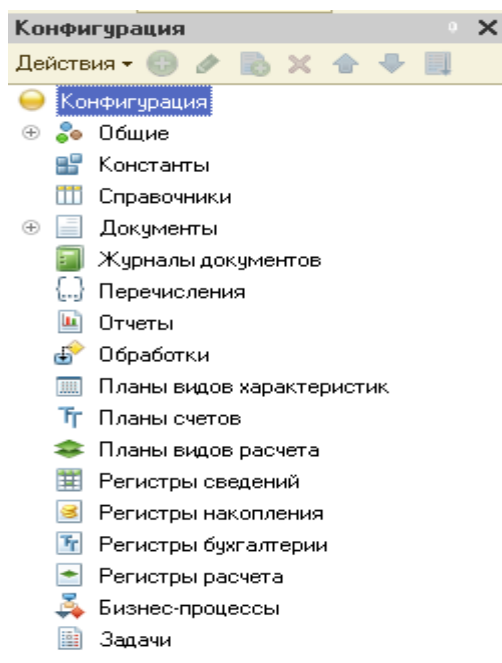 Конфигурация
Действия
Конфигурация
Общие
Константы
Справочники
Документы
Журналы документов
Перечисления
Отчеты
Обработки
Планы видов характеристик
Планы счетов
Планы видов расчета
Регистры сведений
Регистры накопления
Регистры бухгалтерии
Регистры расчета
Бизнес-процессы
Задачи